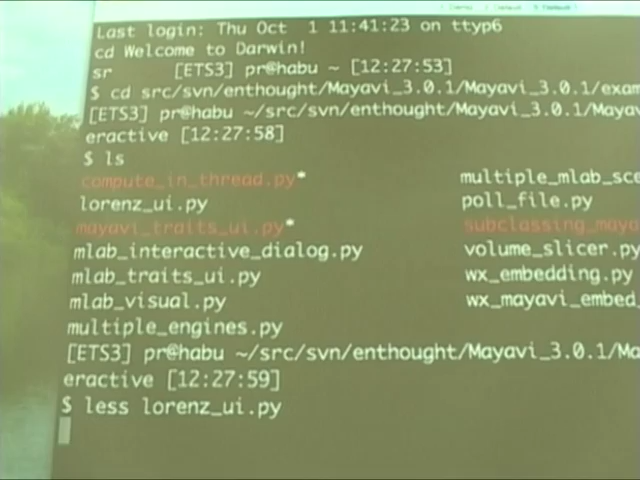 Last login: Thu Oct  1 11:41:23 on ttyp6
cd Welcome to Darwin!
sr       [ETS3] pr@habu ~ [12:27:53]
$ cd src/svn/enthought/Mayavi_3.0.1/Mayavi_3.0.1/exam
[ETS3] pr@habu ~/src/svn/enthought/Mayavi_3.0.1/Maya
eractive [12:27:58]
$ ls
compute_in_thread.py* multiple_mlab_sce
lorenz_ui.py poll_file.py
mayavi_traits_ui.py* subclassing_maya
mlab_interactive_dialog.py volume_slicer.py
mlab_traits_ui.py wx_embedding.py
mlab_visual.py wx_mayavi_embed_
multiple_engines.py
[ETS3] pr@habu ~/src/svn/enthought/Mayavi_3.0.1/Ma
eractive [12:27:59]
$ less lorenz_ui.py